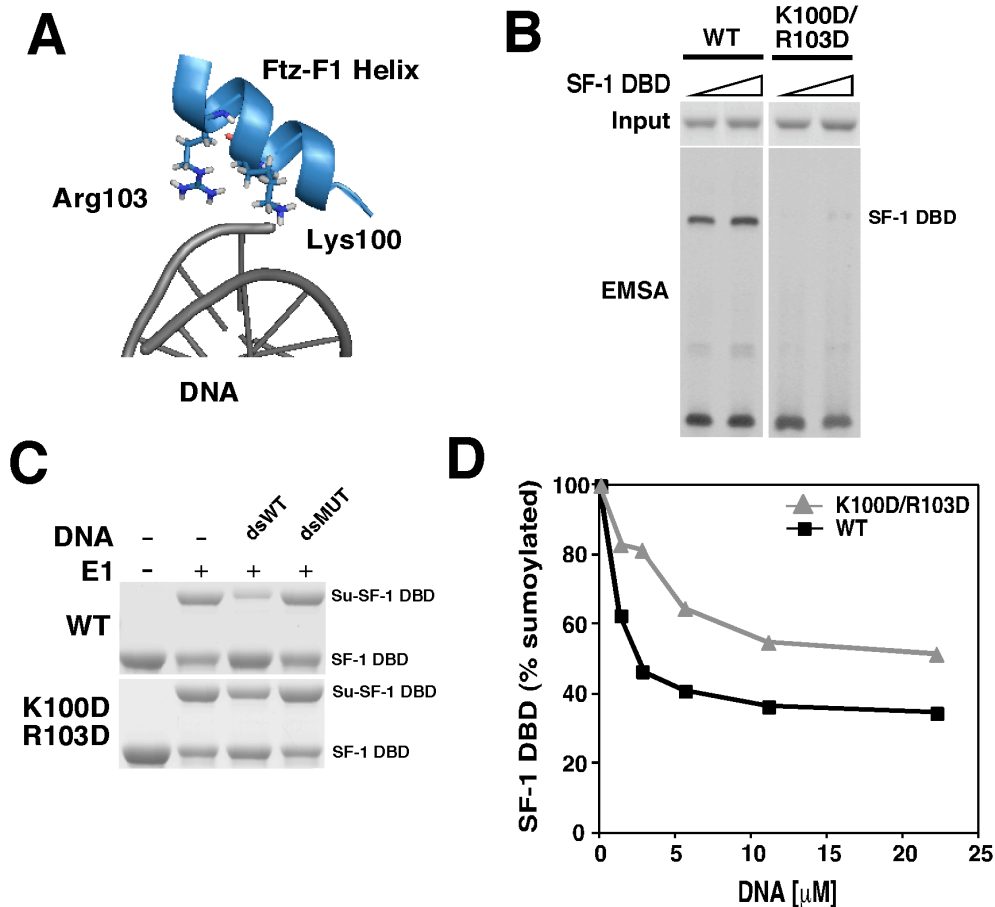 A
Ftz-F1 Helix
Arg103
Lys100
DNA
B
WT
K100D/
R103D
SF-1 DBD
Input
SF-1 DBD
EMSA
C
DNA - - dsWT dsMUT
E1 - + + +
Su-SF-1 DBD
WT
SF-1 DBD
Su-SF-1 DBD
K100D
R103D
SF-1 DBD
D
SF-1 DBD (% sumoylated)
100
80
60
40
20
0
K100D/R103D
WT
0 5 10 15 20 25
DNA [μM]